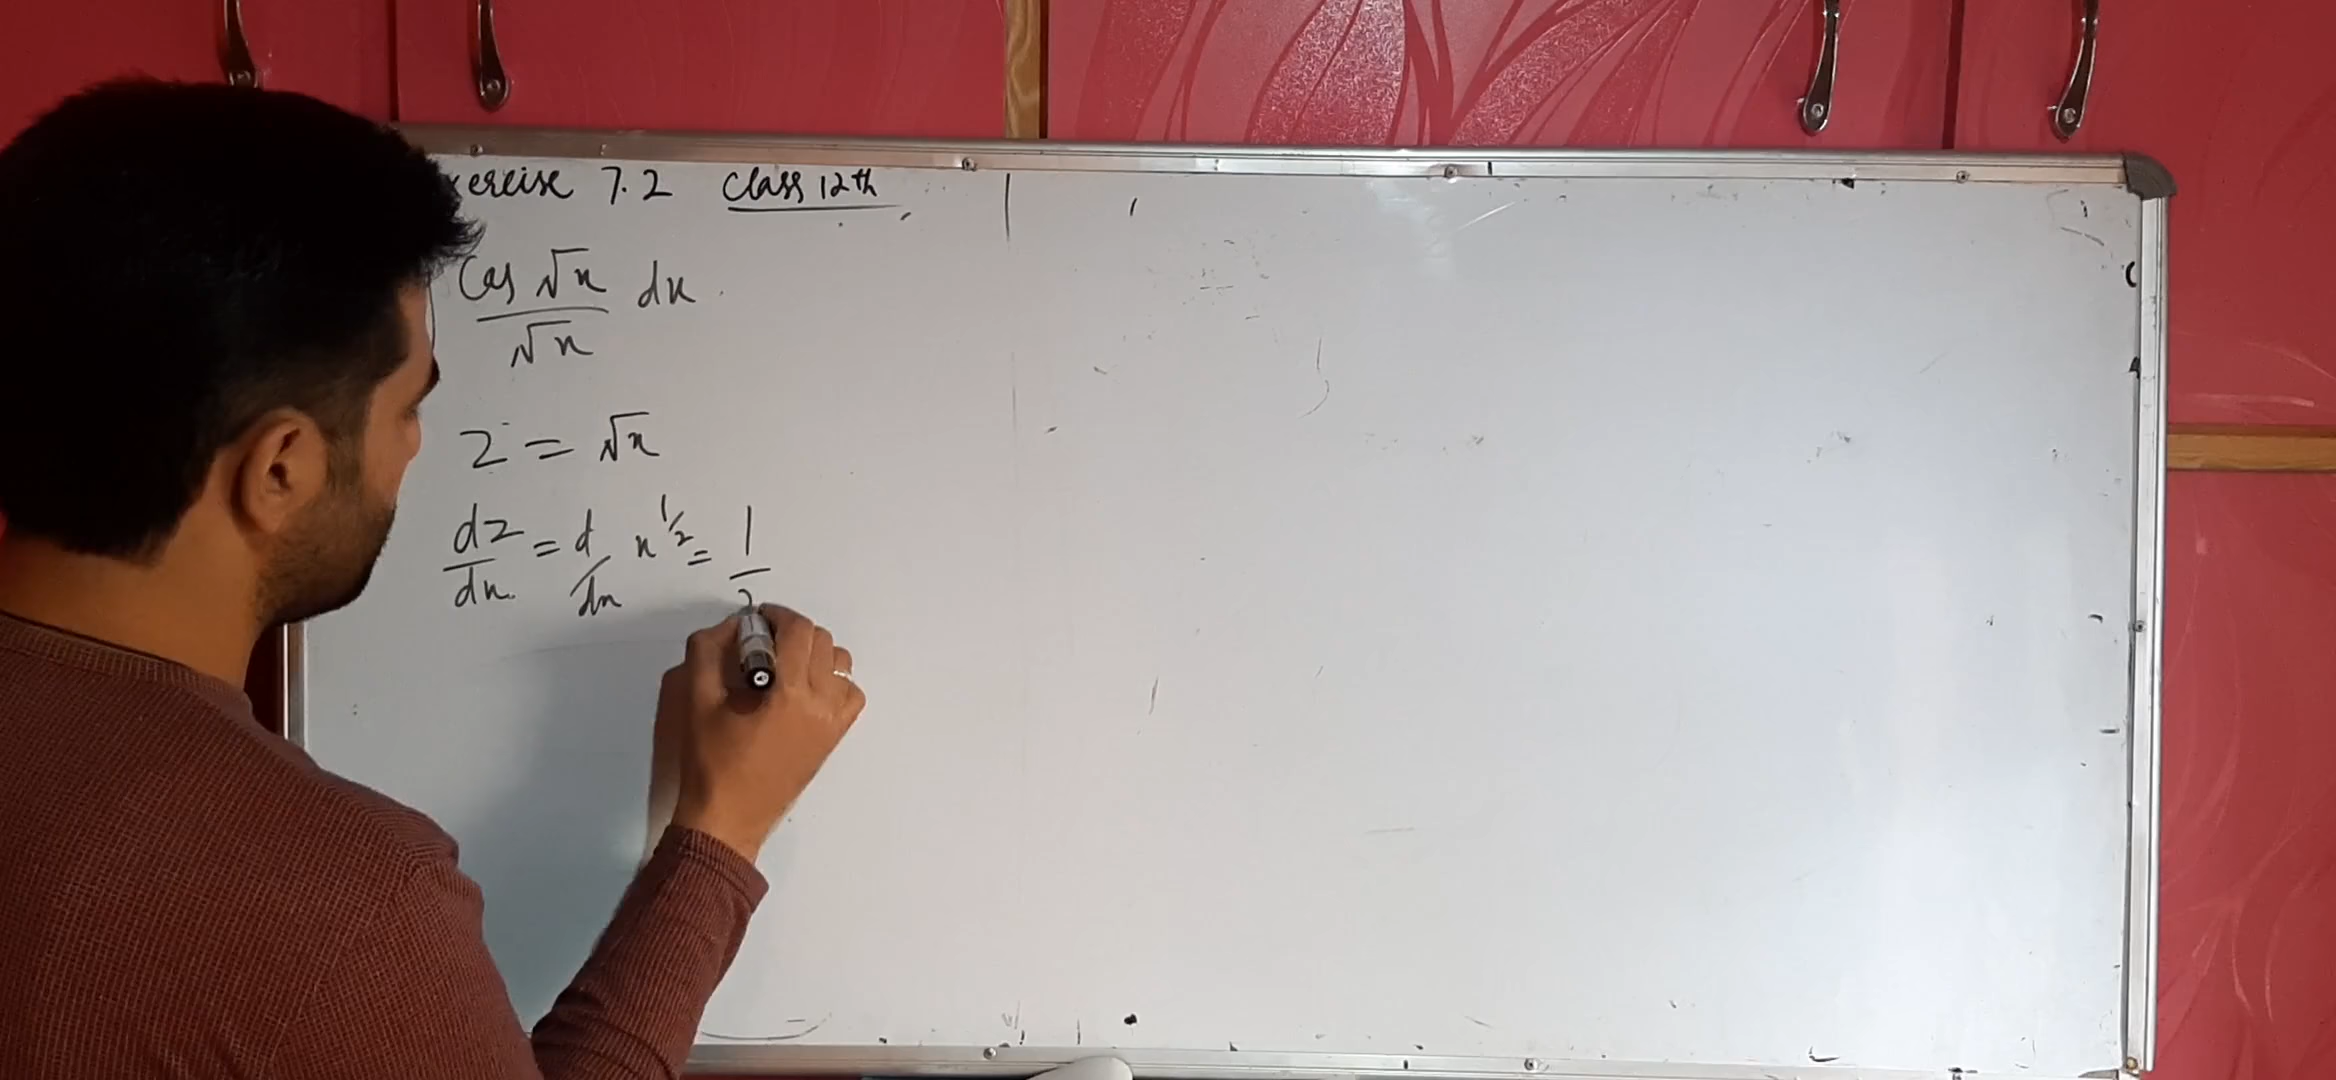 xercise 7.2 Class 12th
Cos √x / √x dx
z = √x
dz/dx = d/dx x^1/2 = 1/2